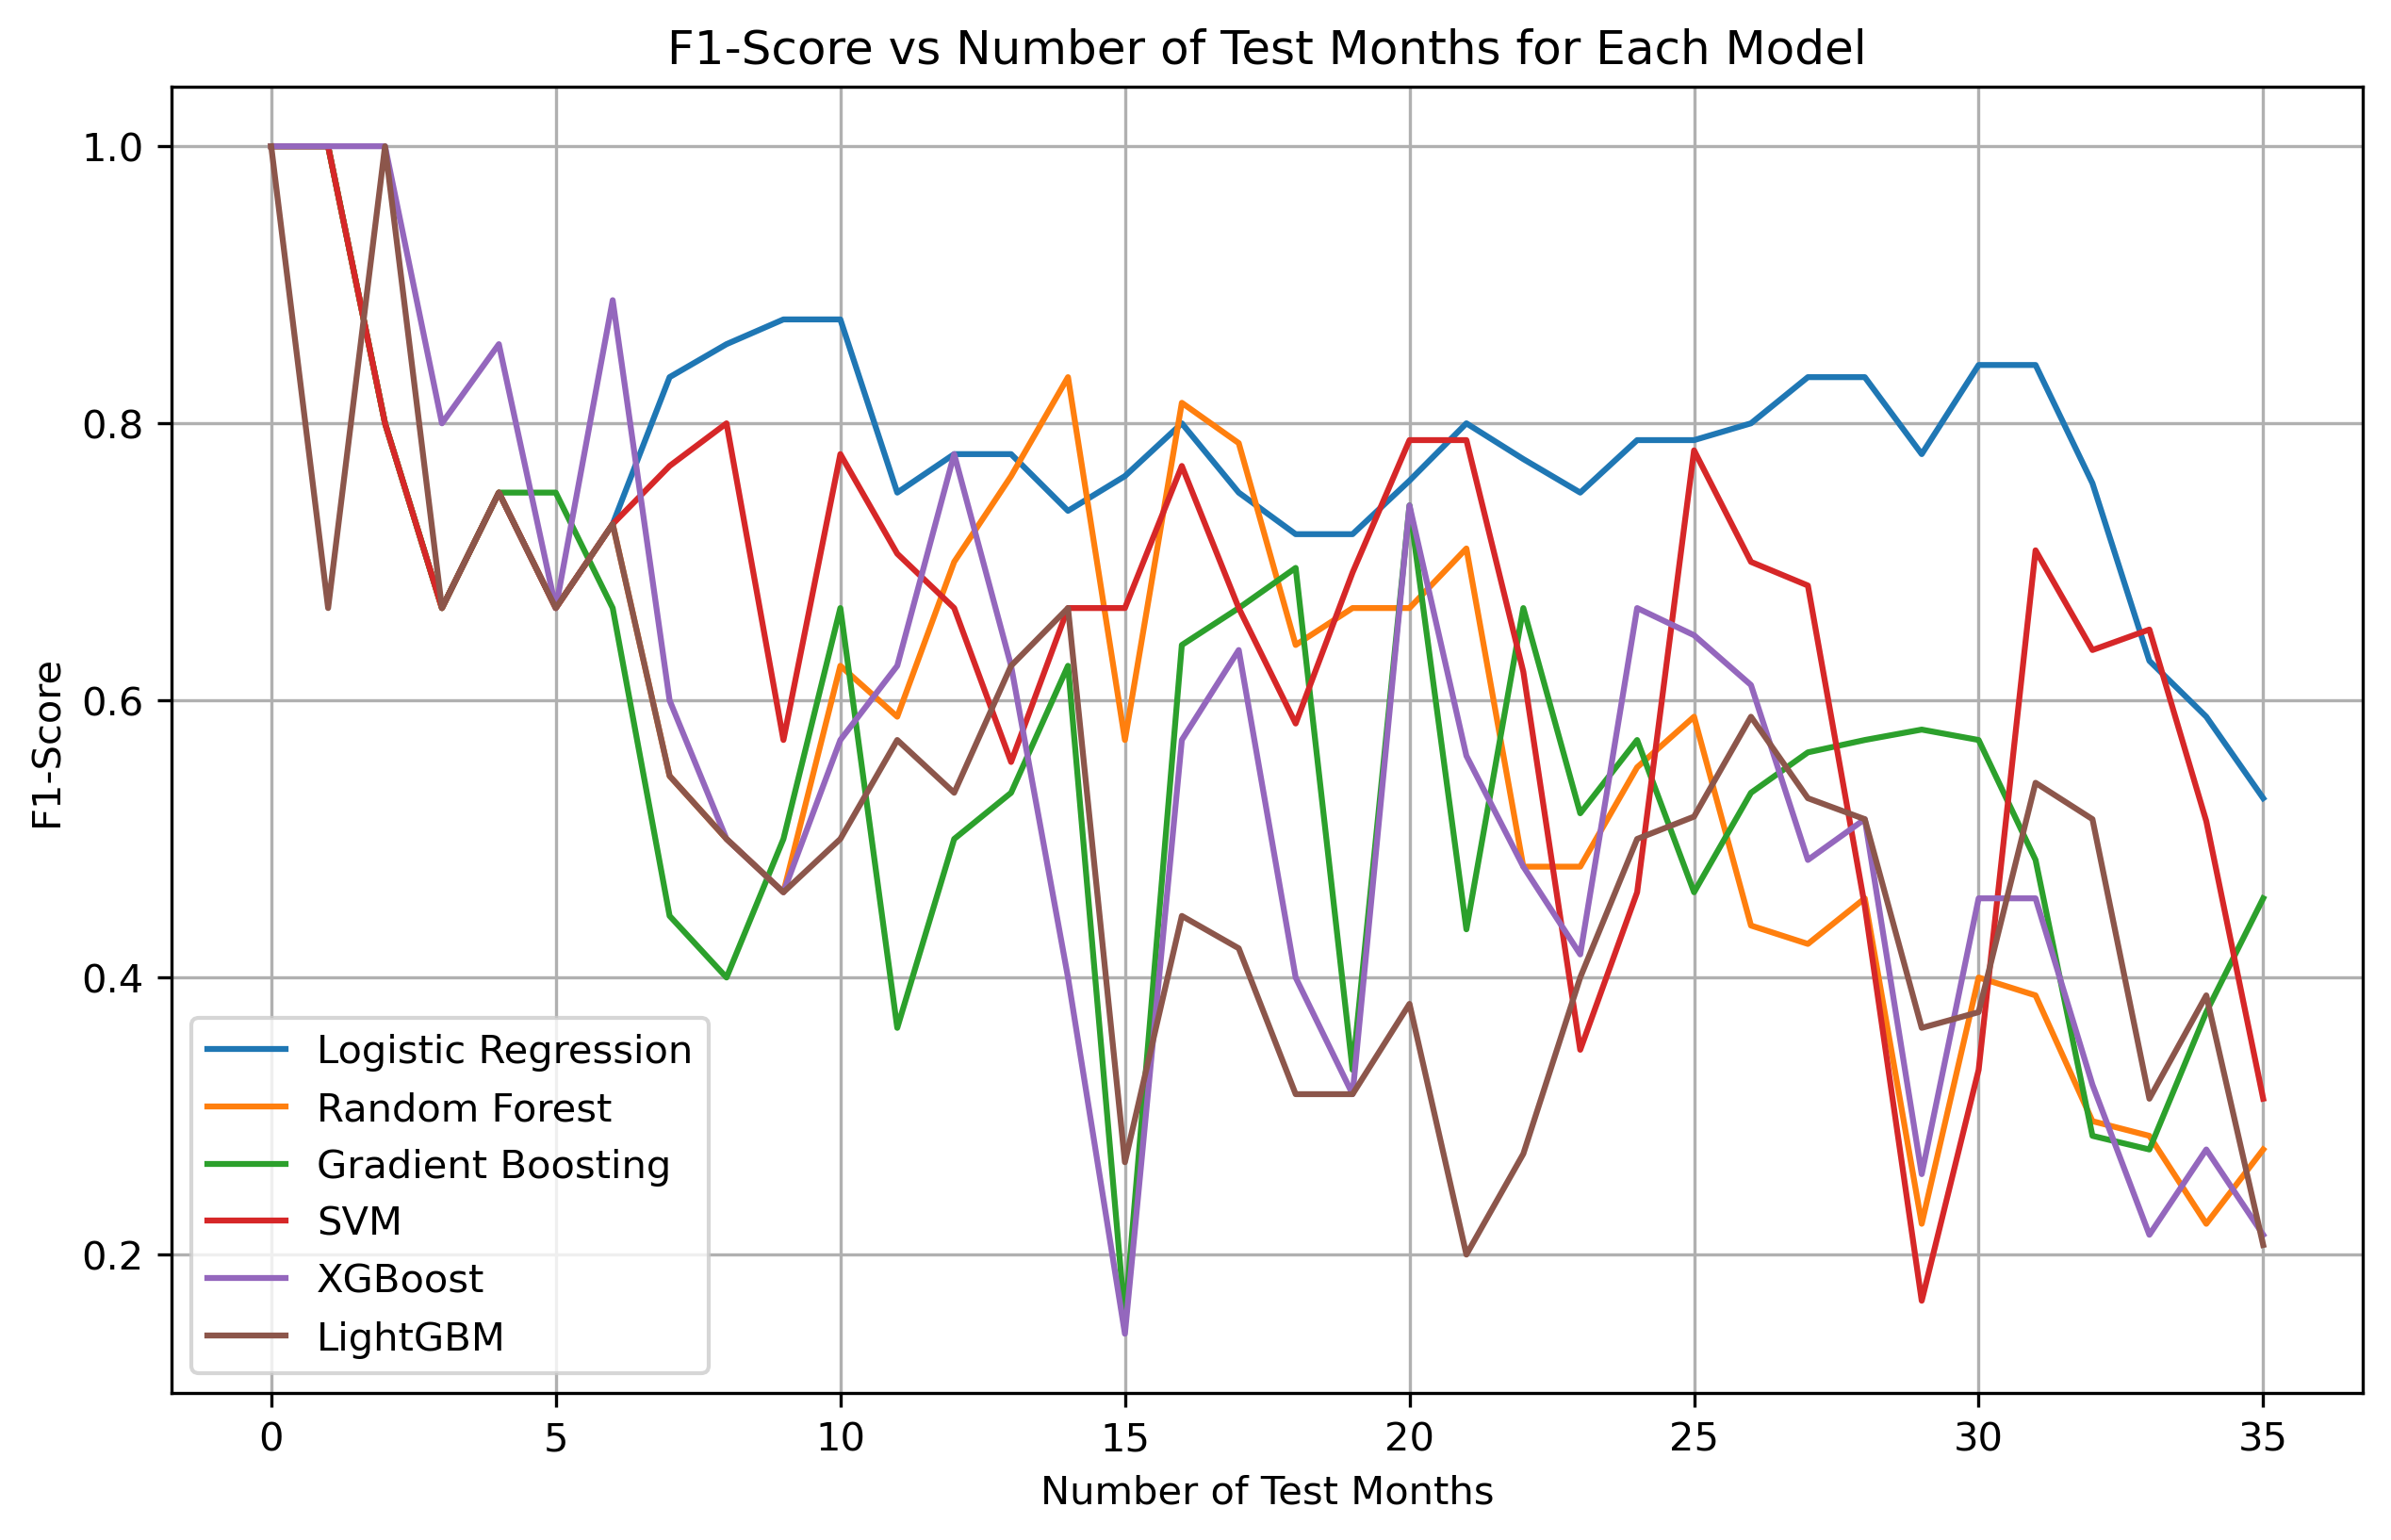 F1-Score vs Number of Test Months for Each Model
F1-Score
1.0
0.8
0.6
0.4
0.2
Logistic Regression
Random Forest
Gradient Boosting
SVM
XGBoost
LightGBM
0 5 10 15 20 25 30 35
Number of Test Months